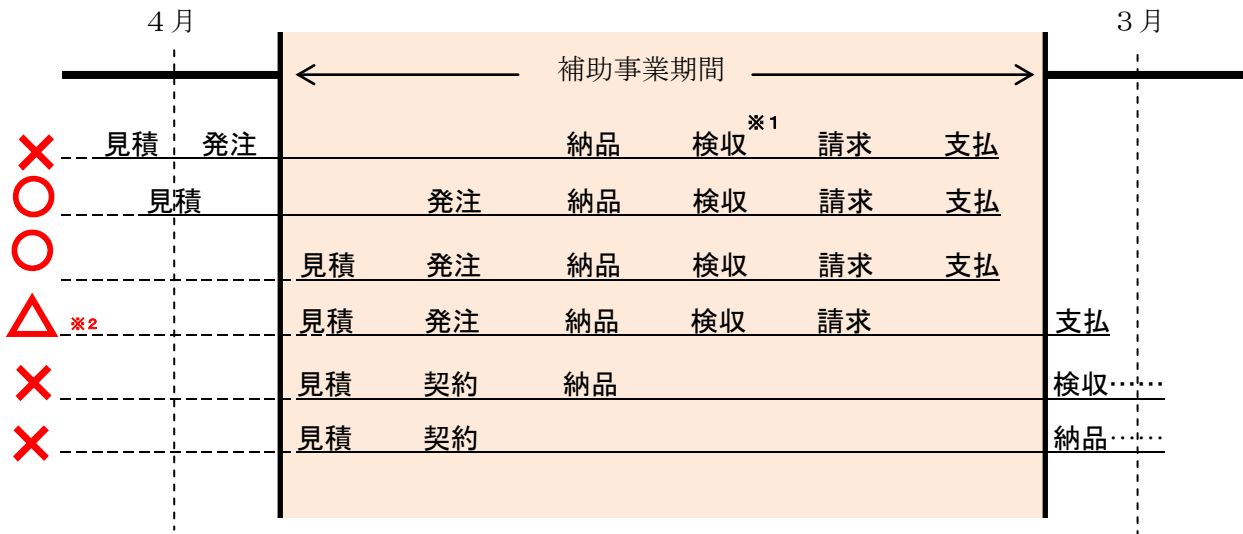 ４月 ３月
補助事業期間
× 見積 発注 納品 検収※１ 請求 支払
○ 見積 発注 納品 検収 請求 支払
○ 見積 発注 納品 検収 請求 支払
△ ※２ 見積 発注 納品 検収 請求 支払
× 見積 契約 納品 検収……
× 見積 契約 納品……